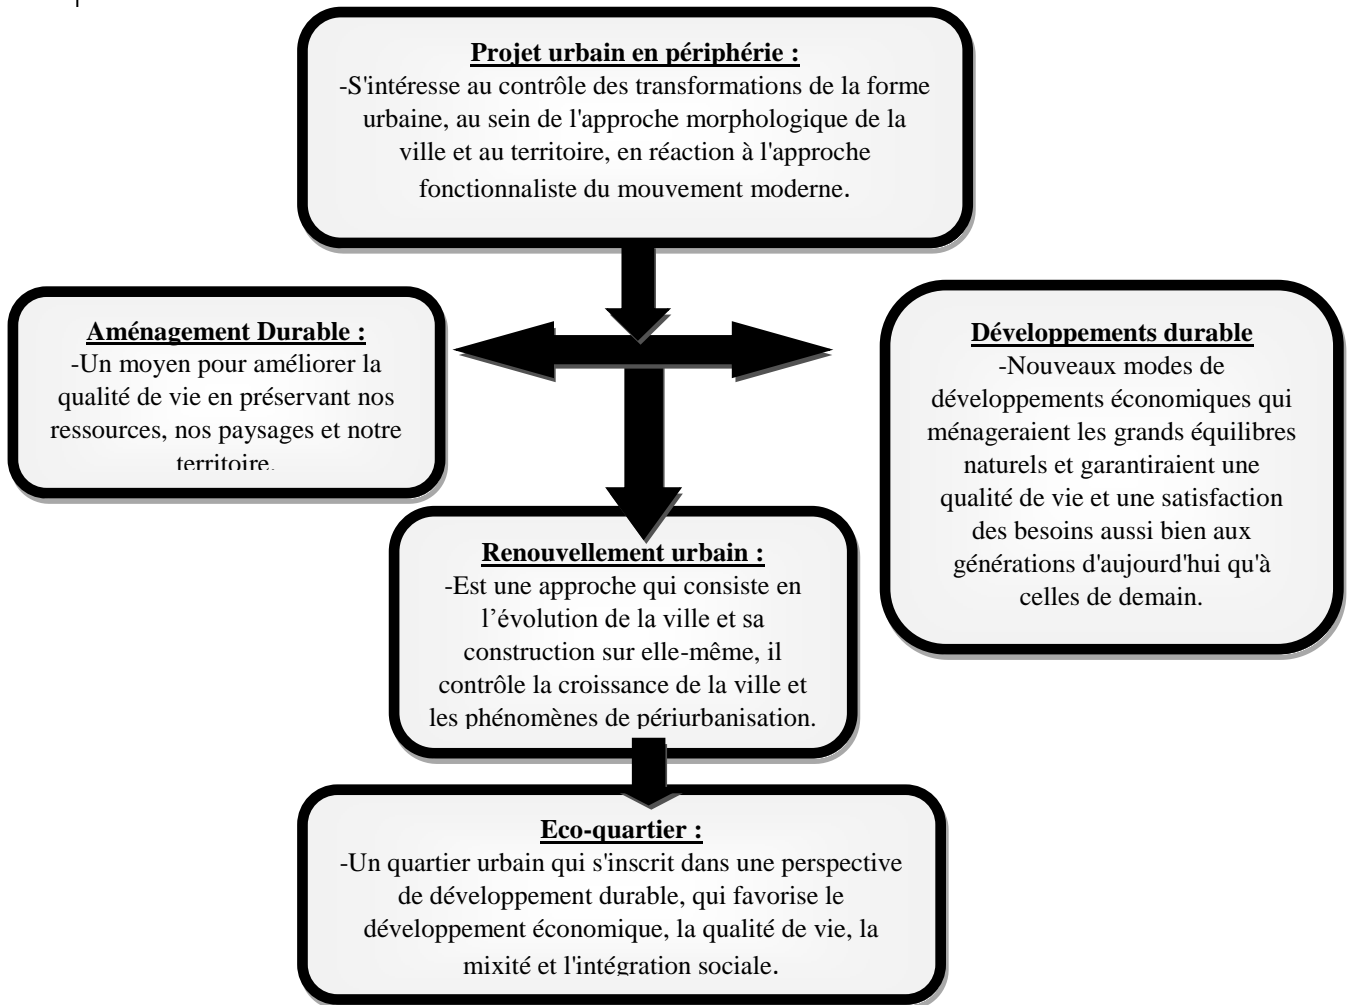 Projet urbain en périphérie :
-S'intéresse au contrôle des transformations de la forme
urbaine, au sein de l'approche morphologique de la
ville et au territoire, en réaction à l'approche
fonctionnaliste du mouvement moderne.
Aménagement Durable :
-Un moyen pour améliorer la
qualité de vie en préservant nos
ressources, nos paysages et notre
territoire.
Développements durable
-Nouveaux modes de
développements économiques qui
ménageraient les grands équilibres
naturels et garantiraient une
qualité de vie et une satisfaction
des besoins aussi bien aux
générations d'aujourd'hui qu'à
celles de demain.
Renouvellement urbain :
-Est une approche qui consiste en
l’évolution de la ville et sa
construction sur elle-même, il
contrôle la croissance de la ville et
les phénomènes de périurbanisation.
Eco-quartier :
-Un quartier urbain qui s'inscrit dans une perspective
de développement durable, qui favorise le
développement économique, la qualité de vie, la
mixité et l'intégration sociale.